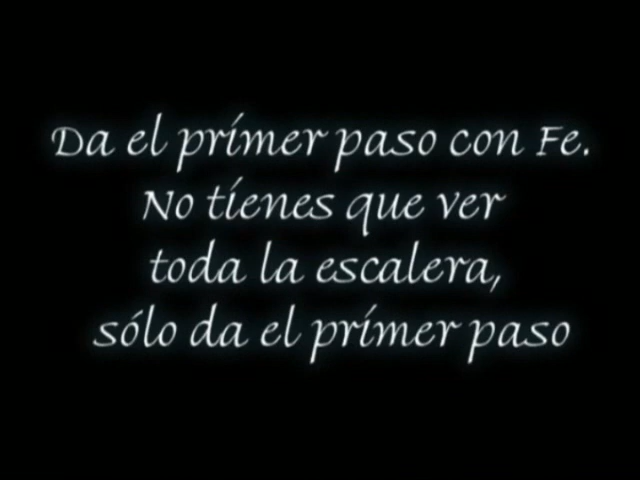 Da el primer paso con Fe.
No tienes que ver
toda la escalera,
sólo da el primer paso